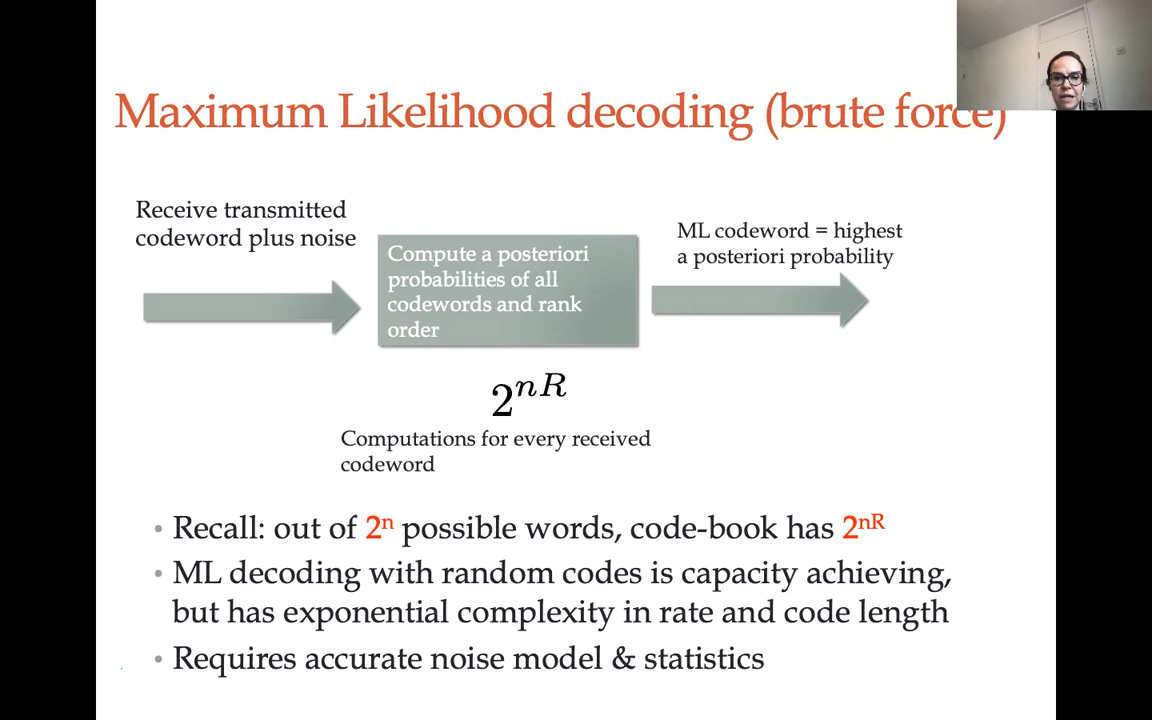 Maximum Likelihood decoding (brute force)
Receive transmitted
codeword plus noise
Compute a posteriori
probabilities of all
codewords and rank
order
ML codeword = highest
a posteriori probability
2^{nR}
Computations for every received
codeword
• Recall: out of 2ⁿ possible words, code-book has 2ⁿᴿ
• ML decoding with random codes is capacity achieving,
but has exponential complexity in rate and code length
• Requires accurate noise model & statistics